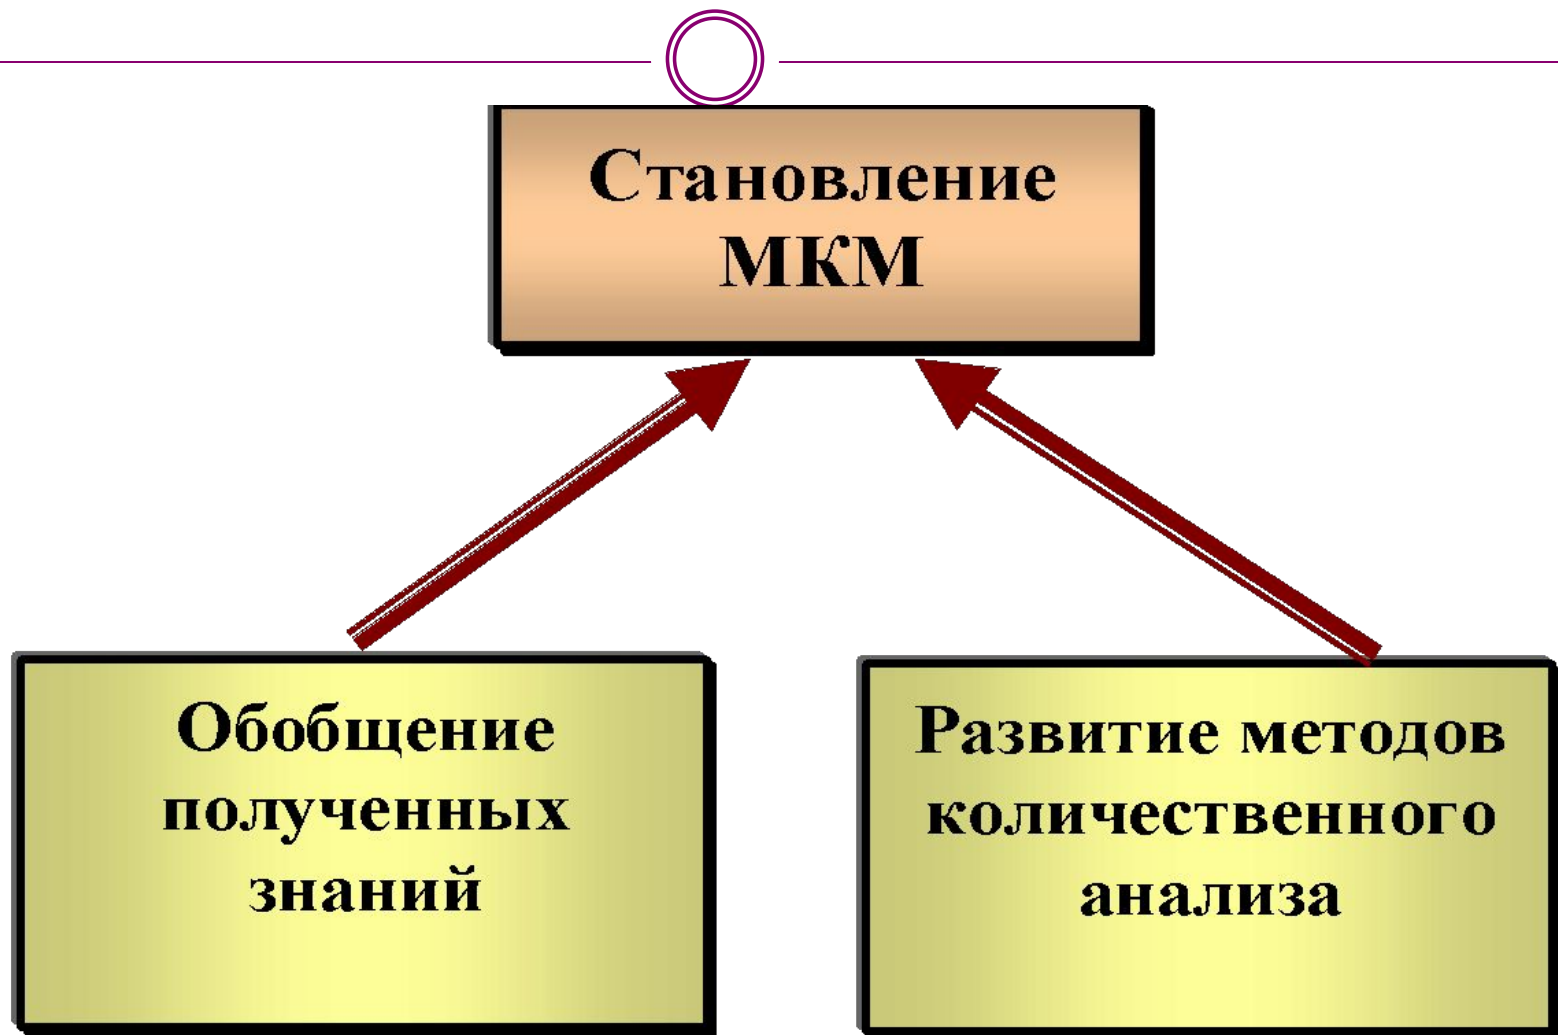 Становление
МКМ
Обобщение
полученных
знаний
Развитие методов
количественного
анализа